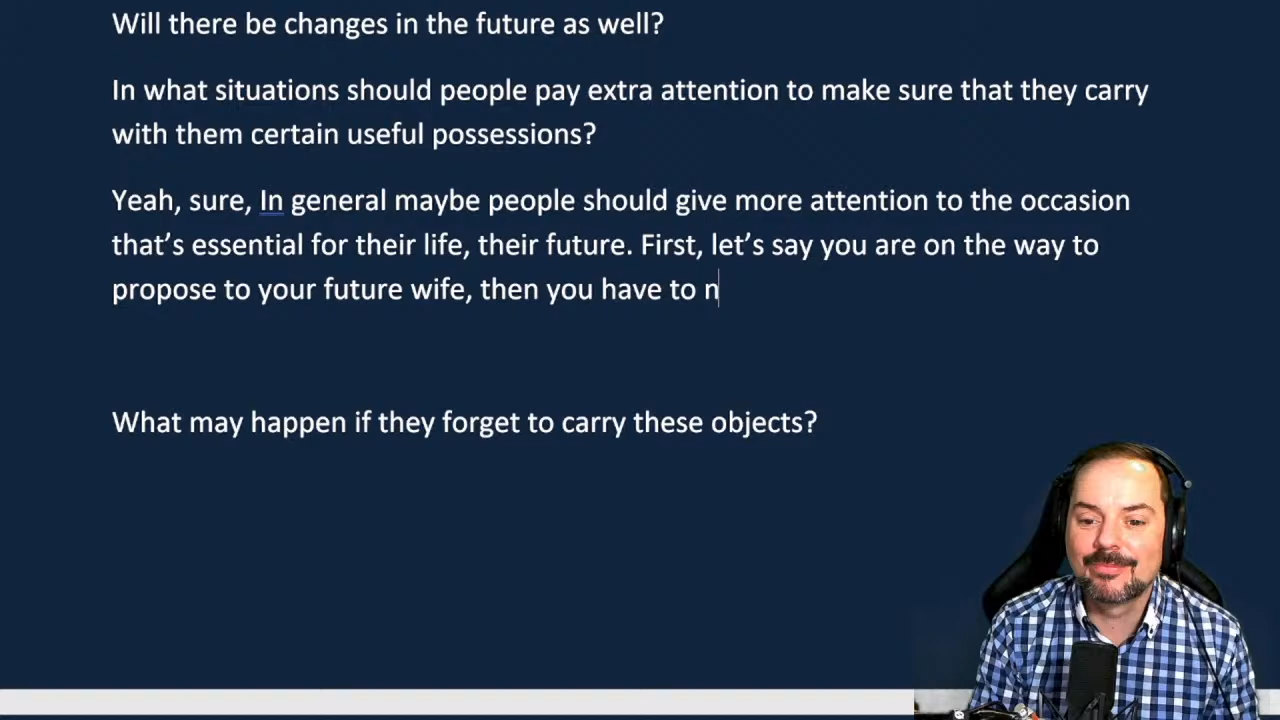 Will there be changes in the future as well?
In what situations should people pay extra attention to make sure that they carry
with them certain useful possessions?
Yeah, sure, In general maybe people should give more attention to the occasion
that’s essential for their life, their future. First, let’s say you are on the way to
propose to your future wife, then you have to n
What may happen if they forget to carry these objects?